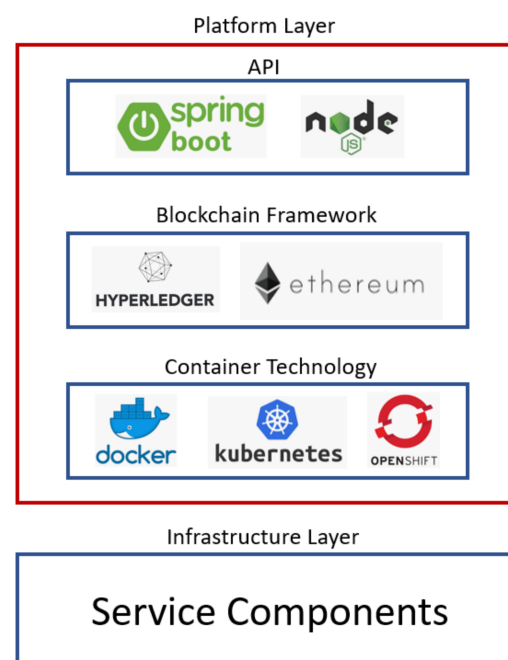 Platform Layer
API
spring
boot
node
JS
Blockchain Framework
HYPERLEDGER
ethereum
Container Technology
docker
kubernetes
OPENSHIFT
Infrastructure Layer
Service Components